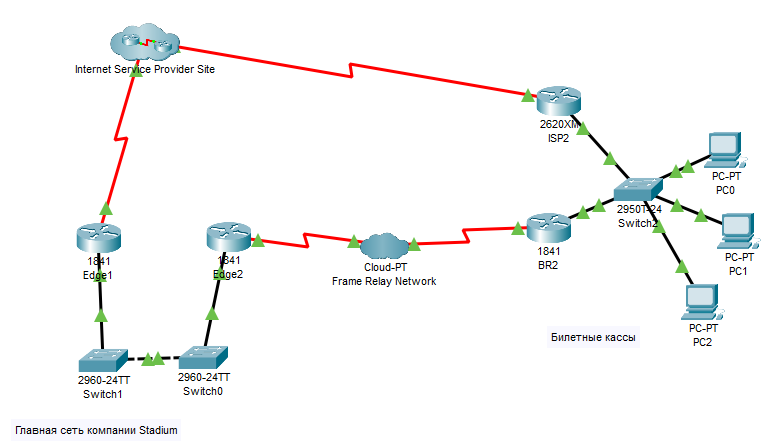 Internet Service Provider Site
2620XM
ISP2
PC-PT
PC0
2950T-24
Switch2
1841
Edge1
1841
Edge2
Cloud-PT
Frame Relay Network
1841
BR2
PC-PT
PC1
PC-PT
PC2
Билетные кассы
2960-24TT
Switch1
2960-24TT
Switch0
Главная сеть компании Stadium